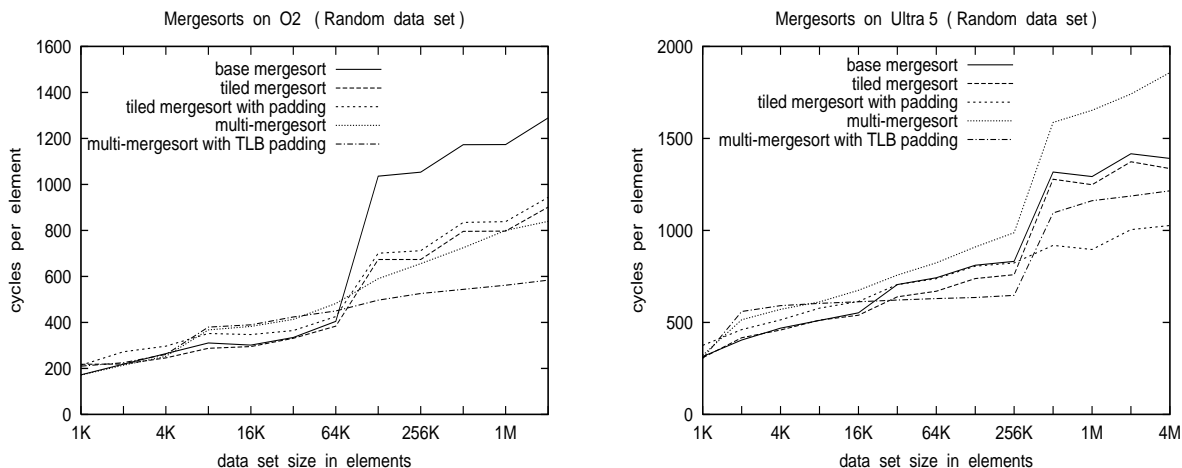 Mergesorts on O2 ( Random data set )
1600
1400
1200
1000
800
600
400
200
0
cycles per element
base mergesort
tiled mergesort
tiled mergesort with padding
multi-mergesort
multi-mergesort with TLB padding
1K 4K 16K 64K 256K 1M
data set size in elements
Mergesorts on Ultra 5 ( Random data set )
2000
1500
1000
500
0
cycles per element
base mergesort
tiled mergesort
tiled mergesort with padding
multi-mergesort
multi-mergesort with TLB padding
1K 4K 16K 64K 256K 1M 4M
data set size in elements